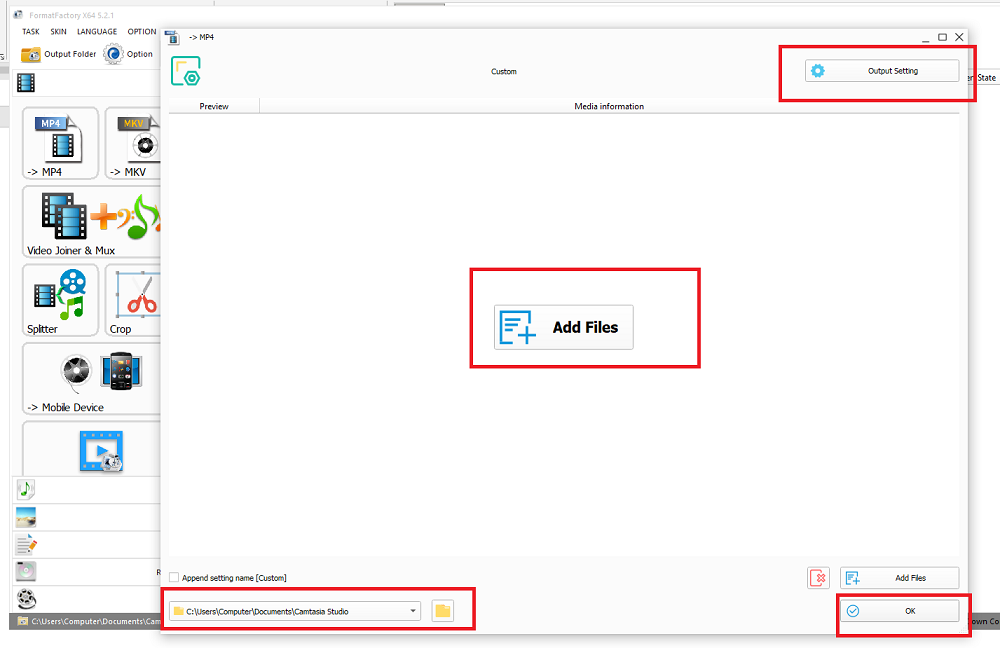 FormatFactory X64 5.2.1
TASK SKIN LANGUAGE OPTION
-> MP4
Output Folder Option
Custom
Output Setting
State
Preview
Media information
MP4
MKV
-> MP4
-> MKV
Video Joiner & Mux
Splitter
Crop
Add Files
-> Mobile Device
Append setting name [Custom]
Add Files
C:\Users\Computer\Documents\Camtasia Studio
OK
C:\Users\Computer\Documents\Cam
own Co